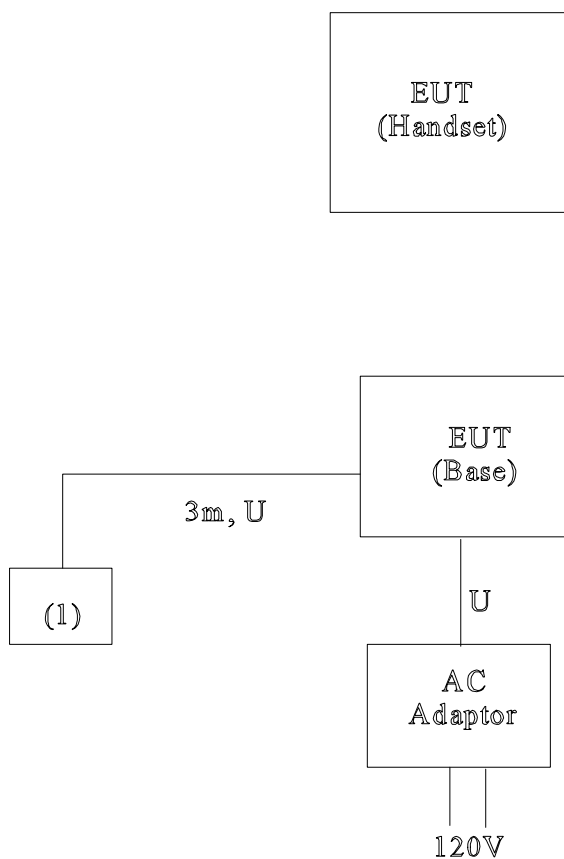 EUT
(Handset)
EUT
(Base)
3m, U
(1)
U
AC
Adaptor
120V